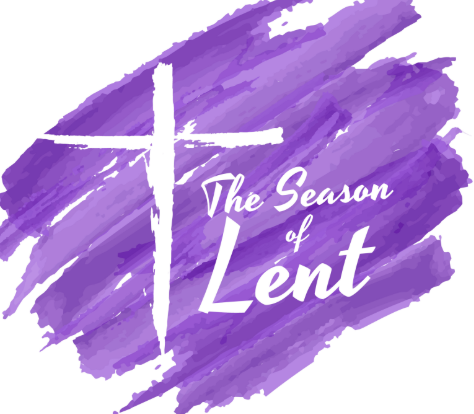 The Season
of
Lent